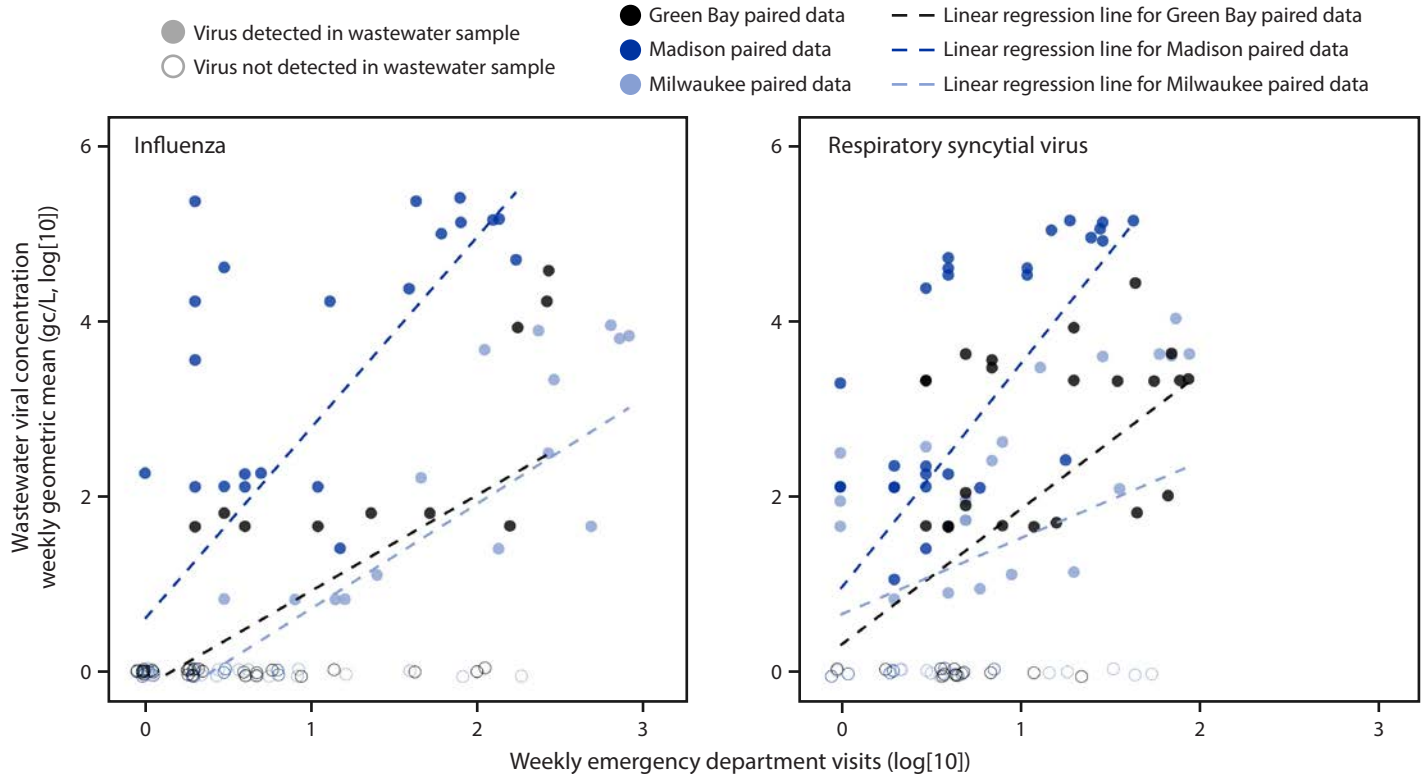 Virus detected in wastewater sample
Virus not detected in wastewater sample
Green Bay paired data
Madison paired data
Milwaukee paired data
Linear regression line for Green Bay paired data
Linear regression line for Madison paired data
Linear regression line for Milwaukee paired data
Wastewater viral concentration
weekly geometric mean (gc/L, log[10])
Influenza
6
4
2
0
0 1 2 3
Respiratory syncytial virus
6
4
2
0
0 1 2 3
Weekly emergency department visits (log[10])